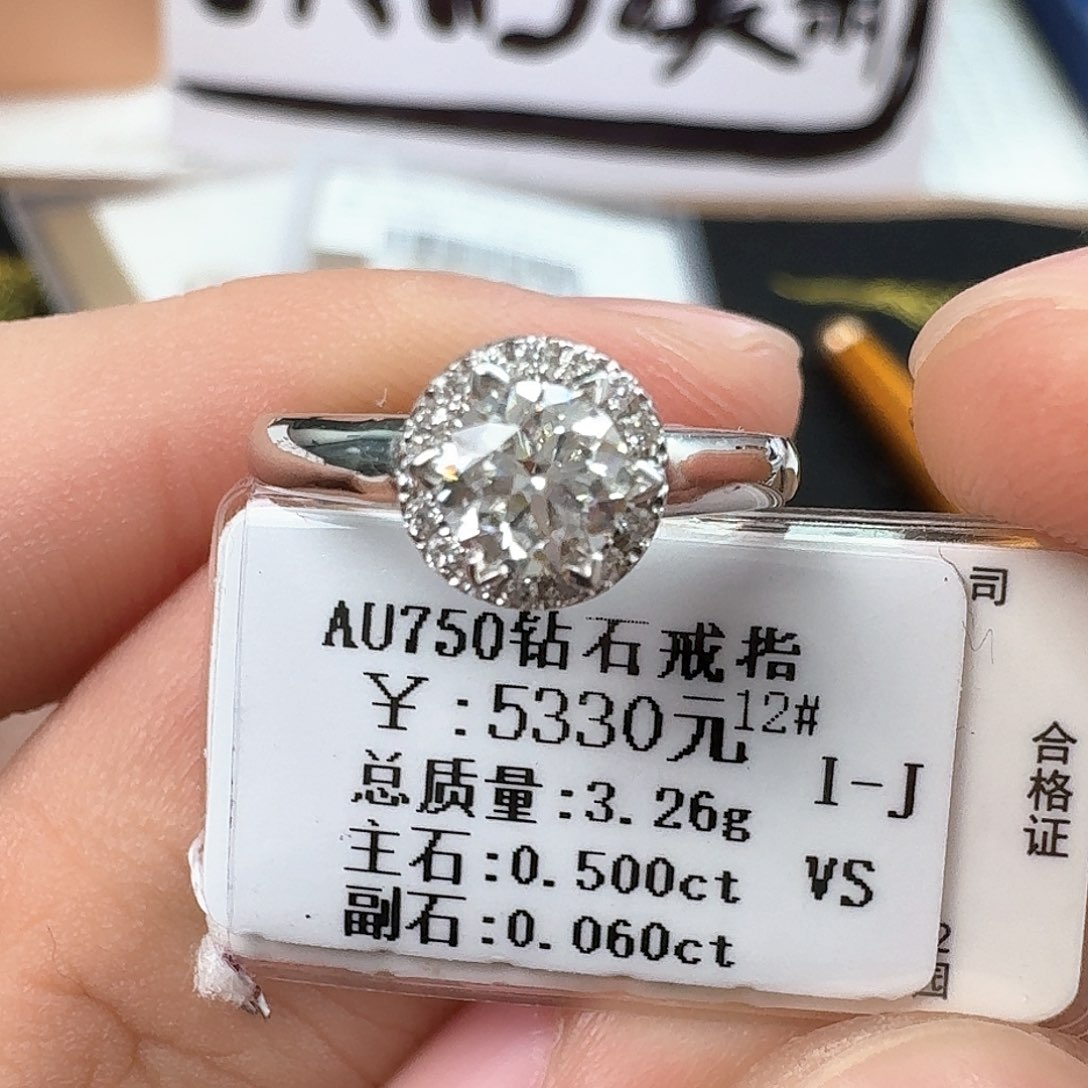 AU750钻石戒指
￥:5330元12#
总质量:3.26g I-J
主石:0.500ct VS
副石:0.060ct
司
合格证